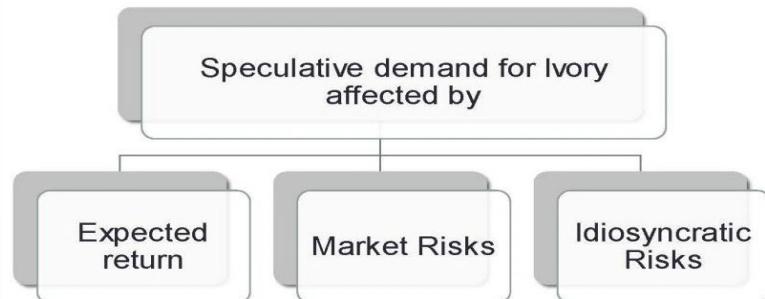 Speculative demand for Ivory
affected by
Expected
return
Market Risks
Idiosyncratic
Risks